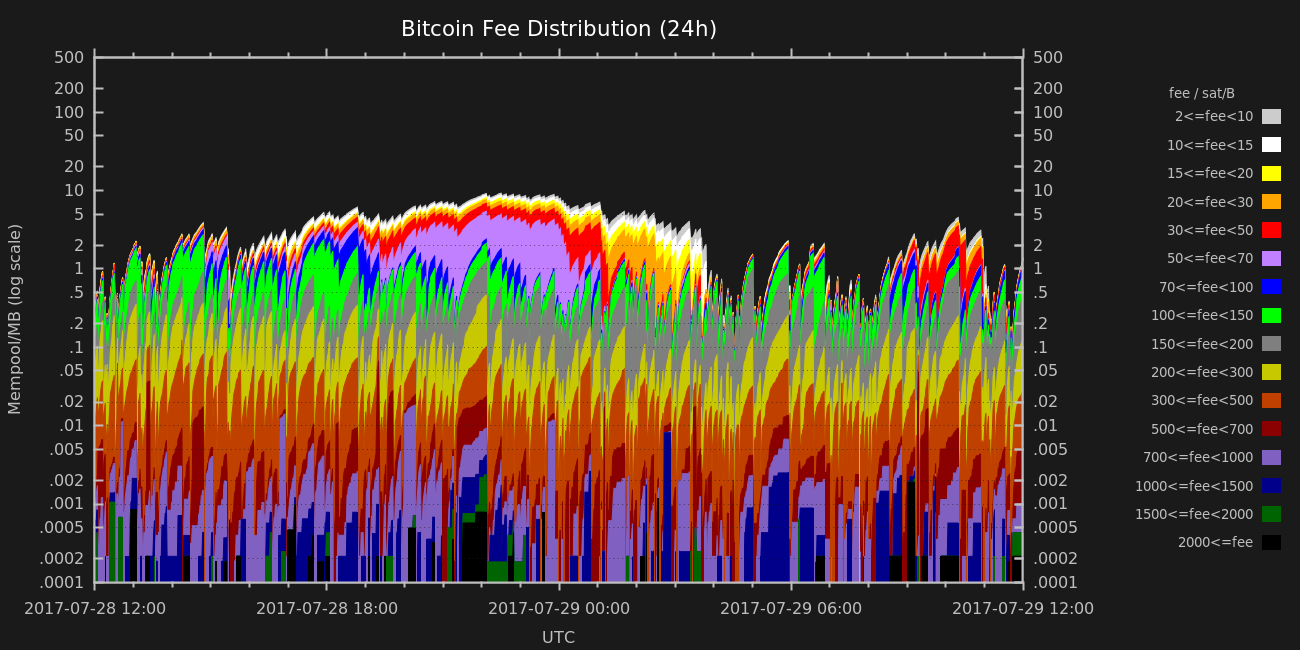 Bitcoin Fee Distribution (24h)
Mempool/MB (log scale)
500
200
100
50
20
10
5
2
1
.5
.2
.1
.05
.02
.01
.005
.002
.001
.0005
.0002
.0001
500
200
100
50
20
10
5
2
1
.5
.2
.1
.05
.02
.01
.005
.002
.001
.0005
.0002
.0001
2017-07-28 12:00 2017-07-28 18:00 2017-07-29 00:00 2017-07-29 06:00 2017-07-29 12:00
UTC
fee / sat/B
2<=fee<10
10<=fee<15
15<=fee<20
20<=fee<30
30<=fee<50
50<=fee<70
70<=fee<100
100<=fee<150
150<=fee<200
200<=fee<300
300<=fee<500
500<=fee<700
700<=fee<1000
1000<=fee<1500
1500<=fee<2000
2000<=fee